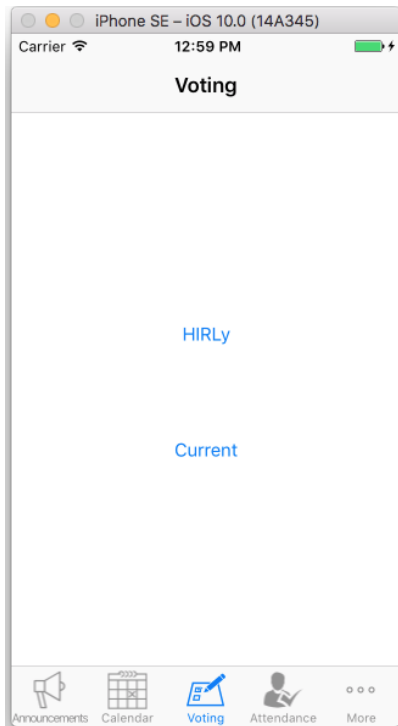 iPhone SE – iOS 10.0 (14A345)
Carrier 12:59 PM
Voting
HIRLy
Current
Announcements Calendar Voting Attendance More